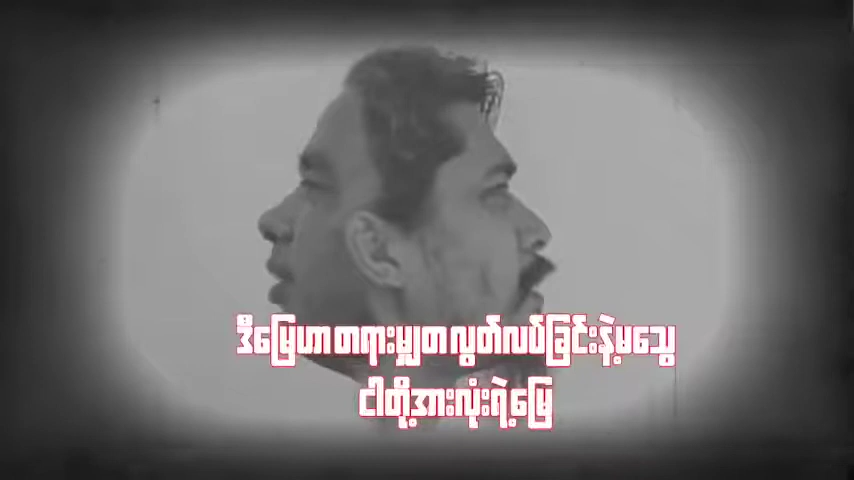 ဒီမြေဟာ တရားမျှတ လွတ်လပ်ခြင်းနဲ့မသွေ
ငါတို့အားလုံးရဲ့မြေ